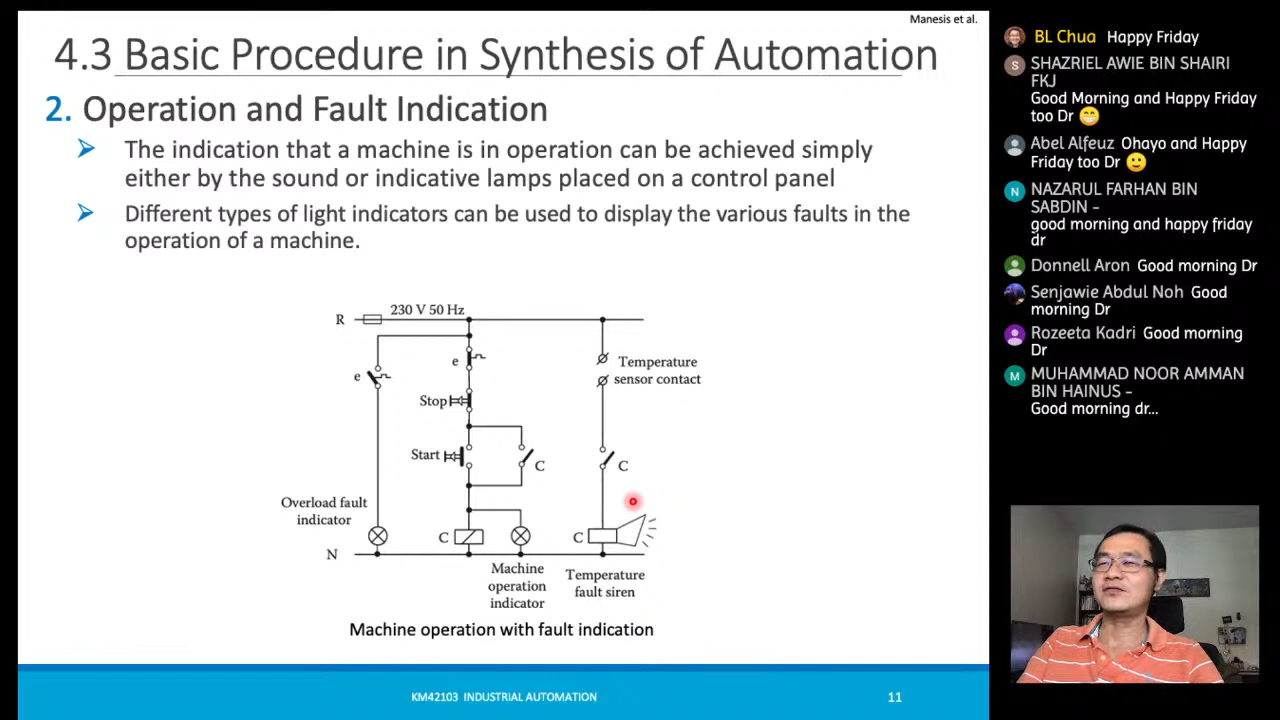 Manesis et al.
4.3 Basic Procedure in Synthesis of Automation
2. Operation and Fault Indication
The indication that a machine is in operation can be achieved simply
either by the sound or indicative lamps placed on a control panel
Different types of light indicators can be used to display the various faults in the
operation of a machine.
230 V 50 Hz
R
e
e
Temperature
sensor contact
Stop
Start
C
C
Overload fault
indicator
C
C
N
Machine
operation
indicator
Temperature
fault siren
Machine operation with fault indication
KM42103 INDUSTRIAL AUTOMATION
11
BL Chua Happy Friday
S
SHAZRIEL AWIE BIN SHAIRI
FKJ
Good Morning and Happy Friday
too Dr 😁
Abel Alfeuz Ohayo and Happy
Friday too Dr 🙂
N
NAZARUL FARHAN BIN
SABDIN -
good morning and happy friday
dr
Donnell Aron Good morning Dr
Senjawie Abdul Noh Good
morning Dr
Rozeeta Kadri Good morning
Dr
M
MUHAMMAD NOOR AMMAN
BIN HAINUS -
Good morning dr...